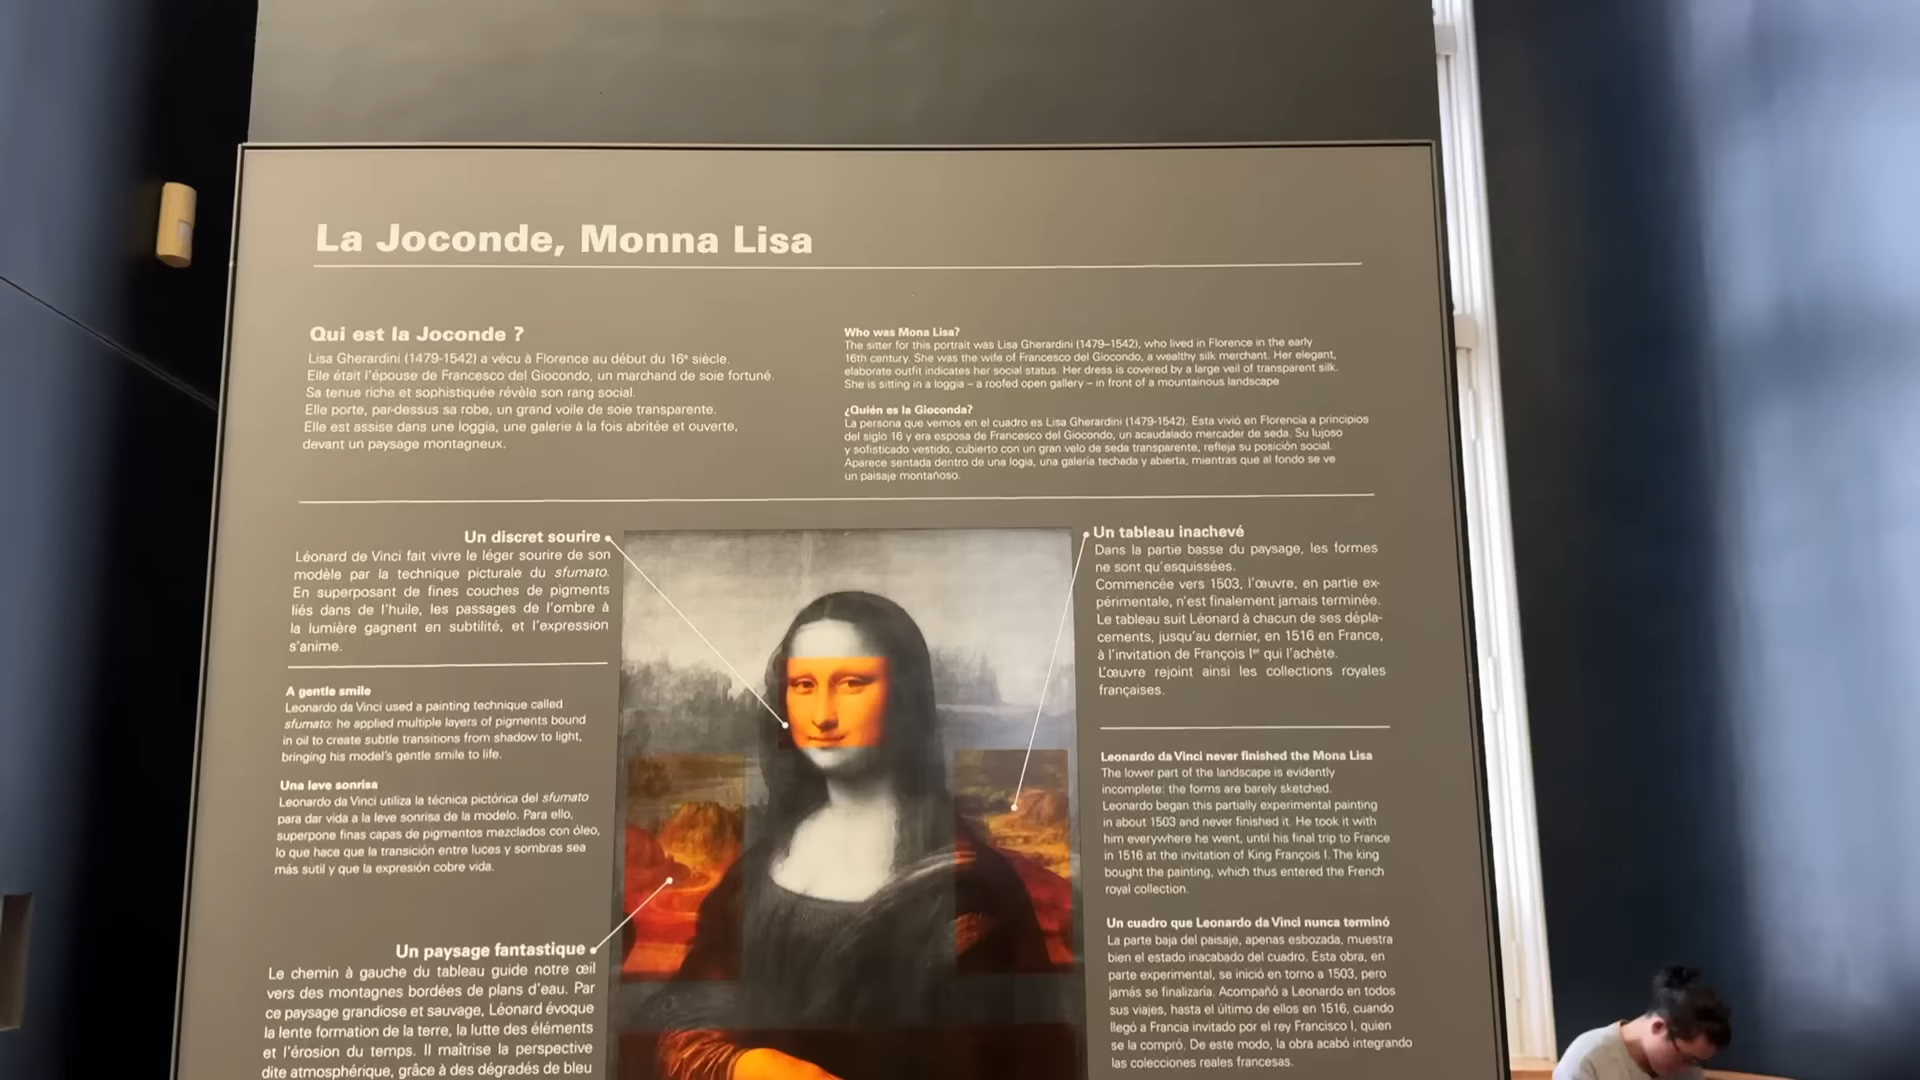 La Joconde, Monna Lisa
Qui est la Joconde ?
Lisa Gherardini (1479-1542) a vécu à Florence au début du 16e siècle.
Elle était l'épouse de Francesco del Giocondo, un marchand de soie fortuné.
Sa tenue riche et sophistiquée révèle son rang social.
Elle porte, par-dessus sa robe, un grand voile de soie transparente.
Elle est assise dans une loggia, une galerie à la fois abritée et ouverte,
devant un paysage montagneux.
Who was Mona Lisa?
The sitter for this portrait was Lisa Gherardini (1479–1542), who lived in Florence in the early
16th century. She was the wife of Francesco del Giocondo, a wealthy silk merchant. Her elegant,
elaborate outfit indicates her social status. Her dress is covered by a large veil of transparent silk.
She is sitting in a loggia – a roofed open gallery – in front of a mountainous landscape
¿Quién es la Gioconda?
La persona que vemos en el cuadro es Lisa Gherardini (1479-1542). Esta vivió en Florencia a principios
del siglo 16 y era esposa de Francesco del Giocondo, un acaudalado mercader de seda. Su lujoso
y sofisticado vestido, cubierto con un gran velo de seda transparente, refleja su posición social.
Aparece sentada dentro de una logia, una galería techada y abierta, mientras que al fondo se ve
un paisaje montañoso.
Un discret sourire
Léonard de Vinci fait vivre le léger sourire de son
modèle par la technique picturale du sfumato.
En superposant de fines couches de pigments
liés dans de l'huile, les passages de l'ombre à
la lumière gagnent en subtilité, et l'expression
s'anime.
A gentle smile
Leonardo da Vinci used a painting technique called
sfumato: he applied multiple layers of pigments bound
in oil to create subtle transitions from shadow to light,
bringing his model's gentle smile to life.
Una leve sonrisa
Leonardo da Vinci utiliza la técnica pictórica del sfumato
para dar vida a la leve sonrisa de la modelo. Para ello,
superpone finas capas de pigmentos mezclados con óleo,
lo que hace que la transición entre luces y sombras sea
más sutil y que la expresión cobre vida.
Un paysage fantastique
Le chemin à gauche du tableau guide notre œil
vers des montagnes bordées de plans d'eau. Par
ce paysage grandiose et sauvage, Léonard évoque
la lente formation de la terre, la lutte des éléments
et l'érosion du temps. Il maîtrise la perspective
dite atmosphérique, grâce à des dégradés de bleu
Un tableau inachevé
Dans la partie basse du paysage, les formes
ne sont qu'esquissées.
Commencée vers 1503, l'œuvre, en partie ex-
périmentale, n'est finalement jamais terminée.
Le tableau suit Léonard à chacun de ses dépla-
cements, jusqu'au dernier, en 1516 en France,
à l'invitation de François Ier qui l'achète.
L'œuvre rejoint ainsi les collections royales
françaises.
Leonardo da Vinci never finished the Mona Lisa
The lower part of the landscape is evidently
incomplete: the forms are barely sketched.
Leonardo began this partially experimental painting
in about 1503 and never finished it. He took it with
him everywhere he went, until his final trip to France
in 1516 at the invitation of King François I. The king
bought the painting, which thus entered the French
royal collection.
Un cuadro que Leonardo da Vinci nunca terminó
La parte baja del paisaje, apenas esbozada, muestra
bien el estado inacabado del cuadro. Esta obra, en
parte experimental, se inició en torno a 1503, pero
jamás se finalizaría. Acompañó a Leonardo en todos
sus viajes, hasta el último de ellos en 1516, cuando
llegó a Francia invitado por el rey Francisco I, quien
se la compró. De este modo, la obra acabó integrando
las colecciones reales francesas.